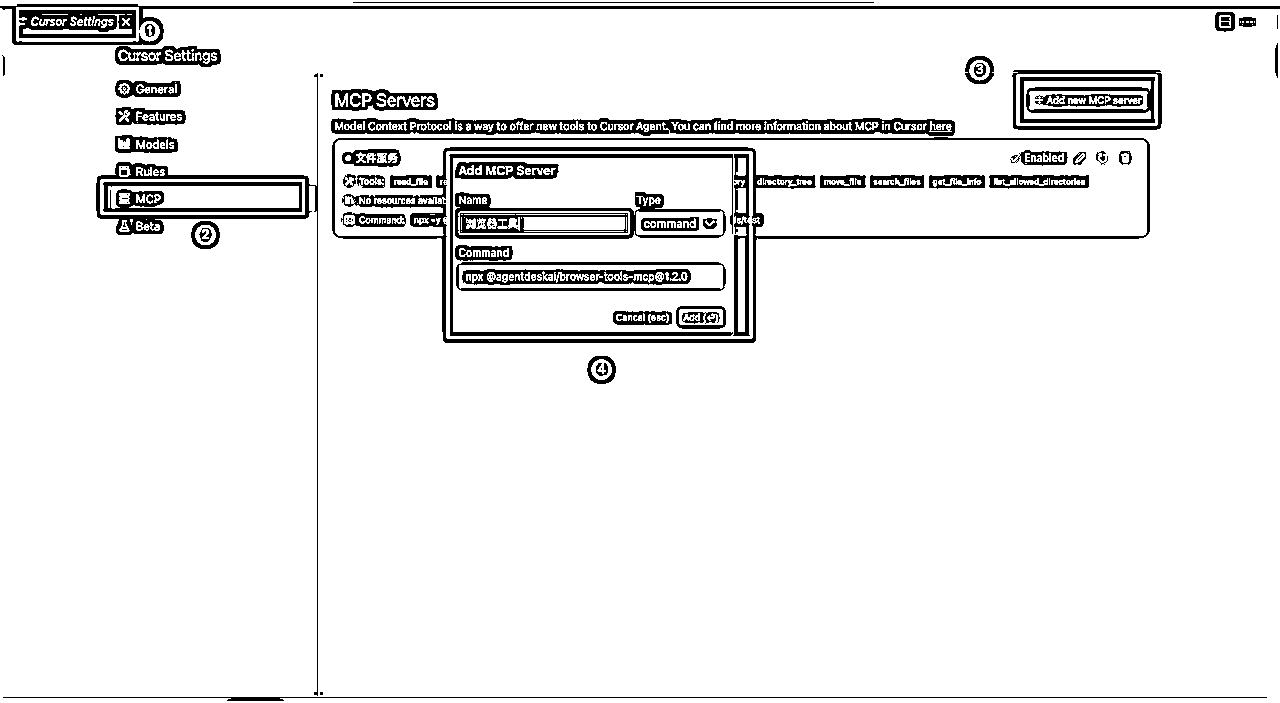 Cursor Settings ×
1
Cursor Settings
General
Features
Models
Rules
MCP
Beta
2
3
MCP Servers
+ Add new MCP server
Model Context Protocol is a way to offer new tools to Cursor Agent. You can find more information about MCP in Cursor here
文件服务
Enabled
Tools: read_file directory_tree move_file search_files get_file_info list_allowed_directories
No resources availab
Command: npx -y
Add MCP Server
Name
Type
浏览器工具
command
Command
npx @agentdeskai/browser-tools-mcp@1.2.0
Cancel (esc)
Add (⏎)
4